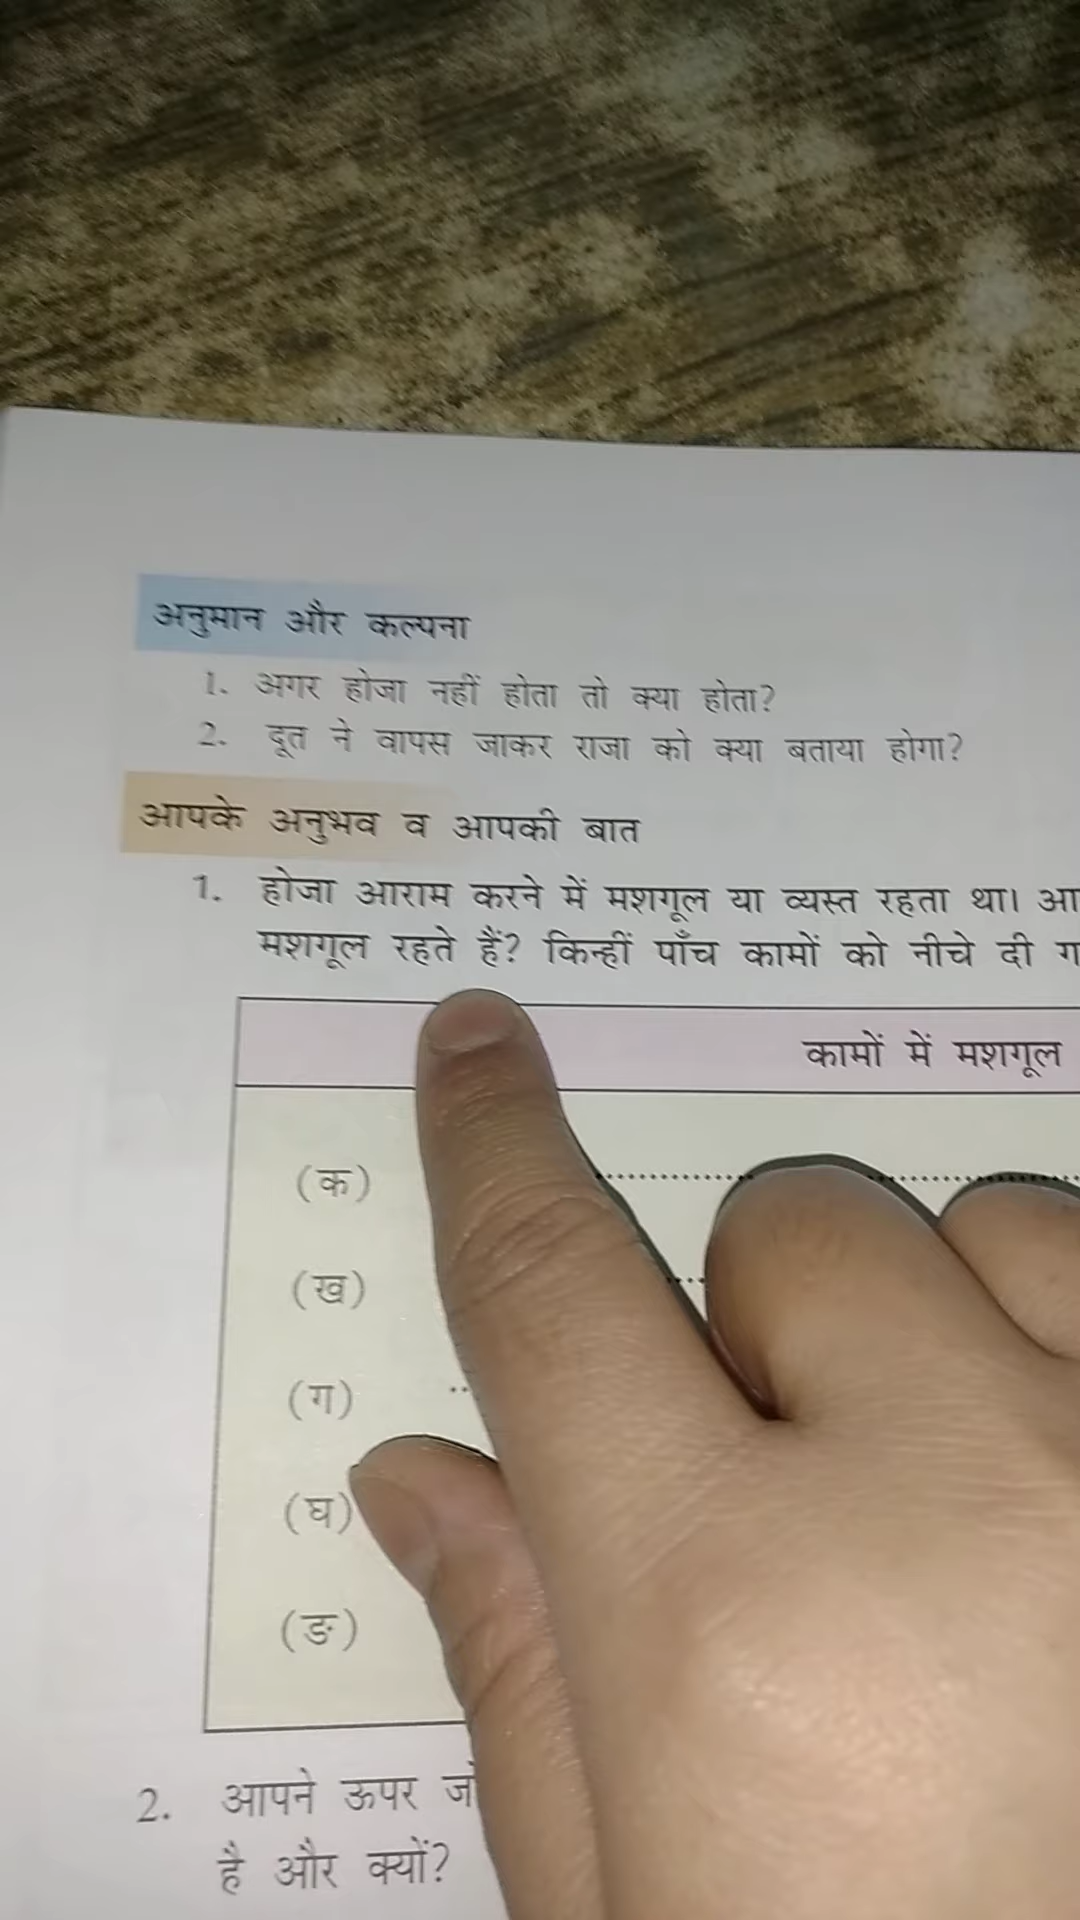 अनुमान और कल्पना
1. अगर होजा नहीं होता तो क्या होता?
2. दूत ने वापस जाकर राजा को क्या बताया होगा?
आपके अनुभव व आपकी बात
1. होजा आराम करने में मशगूल या व्यस्त रहता था।
मशगूल रहते हैं? किन्हीं पाँच कामों को नीचे दी
कामों में मशगूल
(क)
(ख)
(ग)
(घ)
(ङ)
2. आपने ऊपर
है और क्यों?